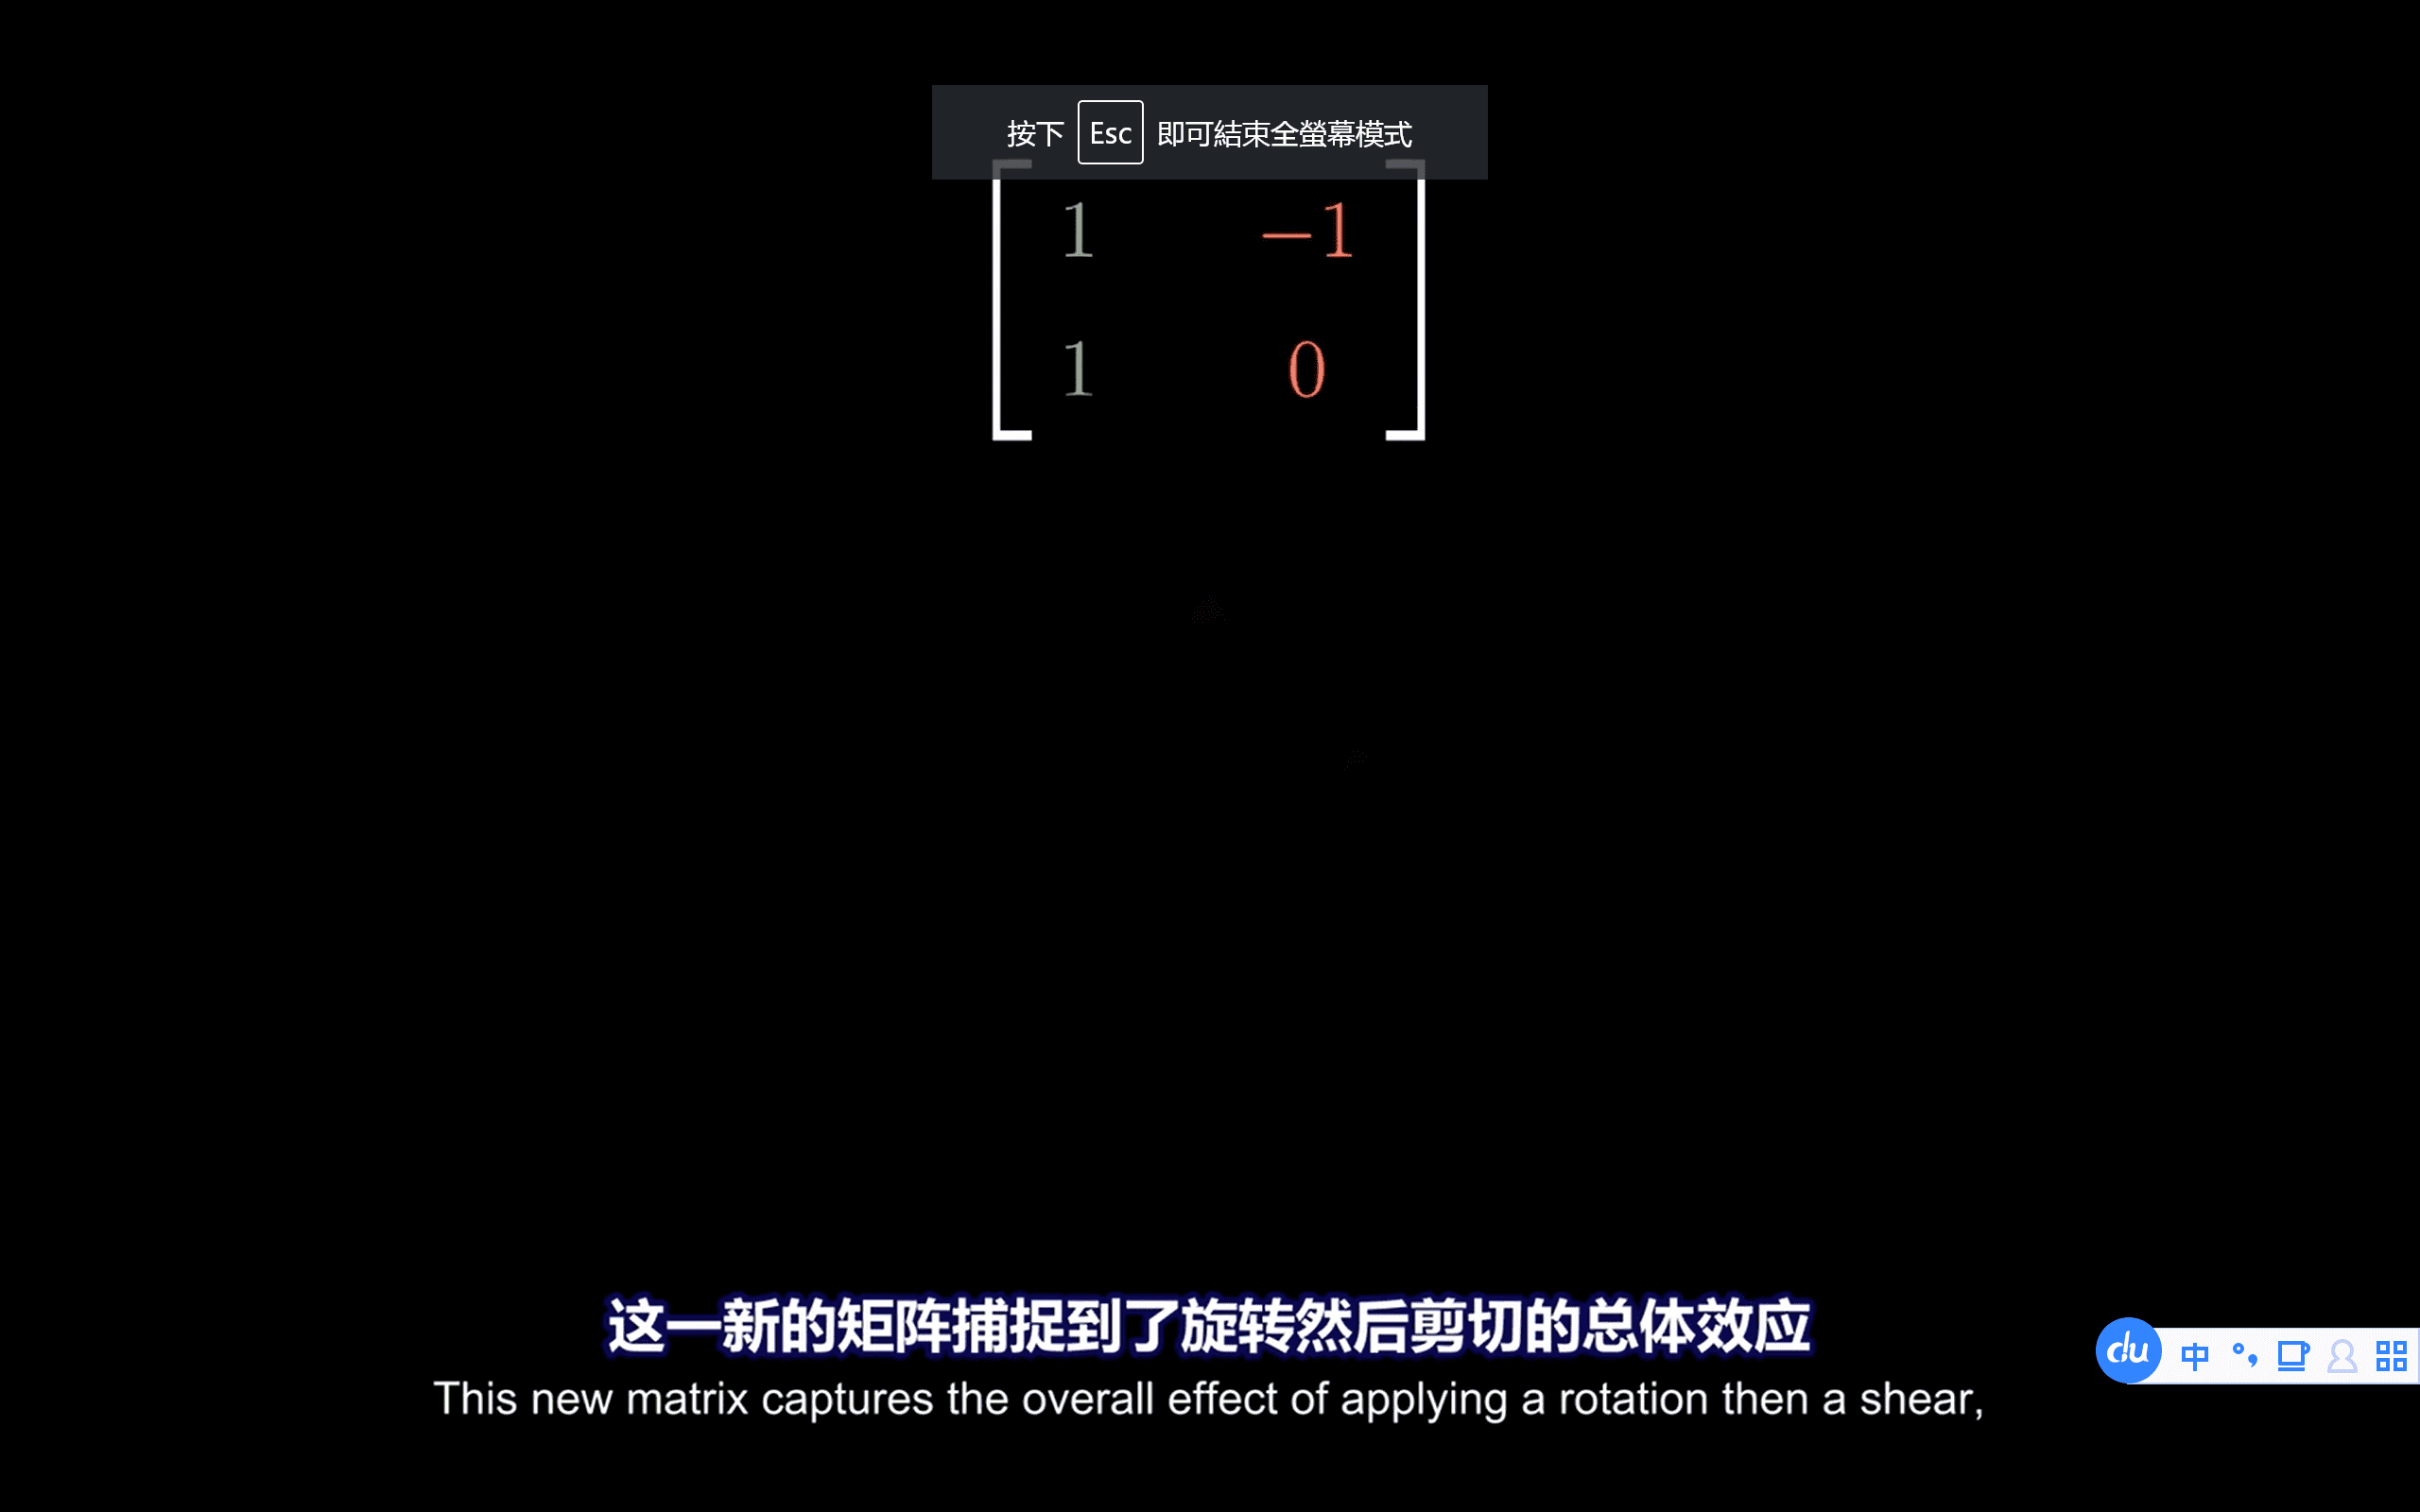 按下 Esc 即可結束全螢幕模式
1 −1
1 0
这一新的矩阵捕捉到了旋转然后剪切的总体效应
This new matrix captures the overall effect of applying a rotation then a shear,
du 中 °,